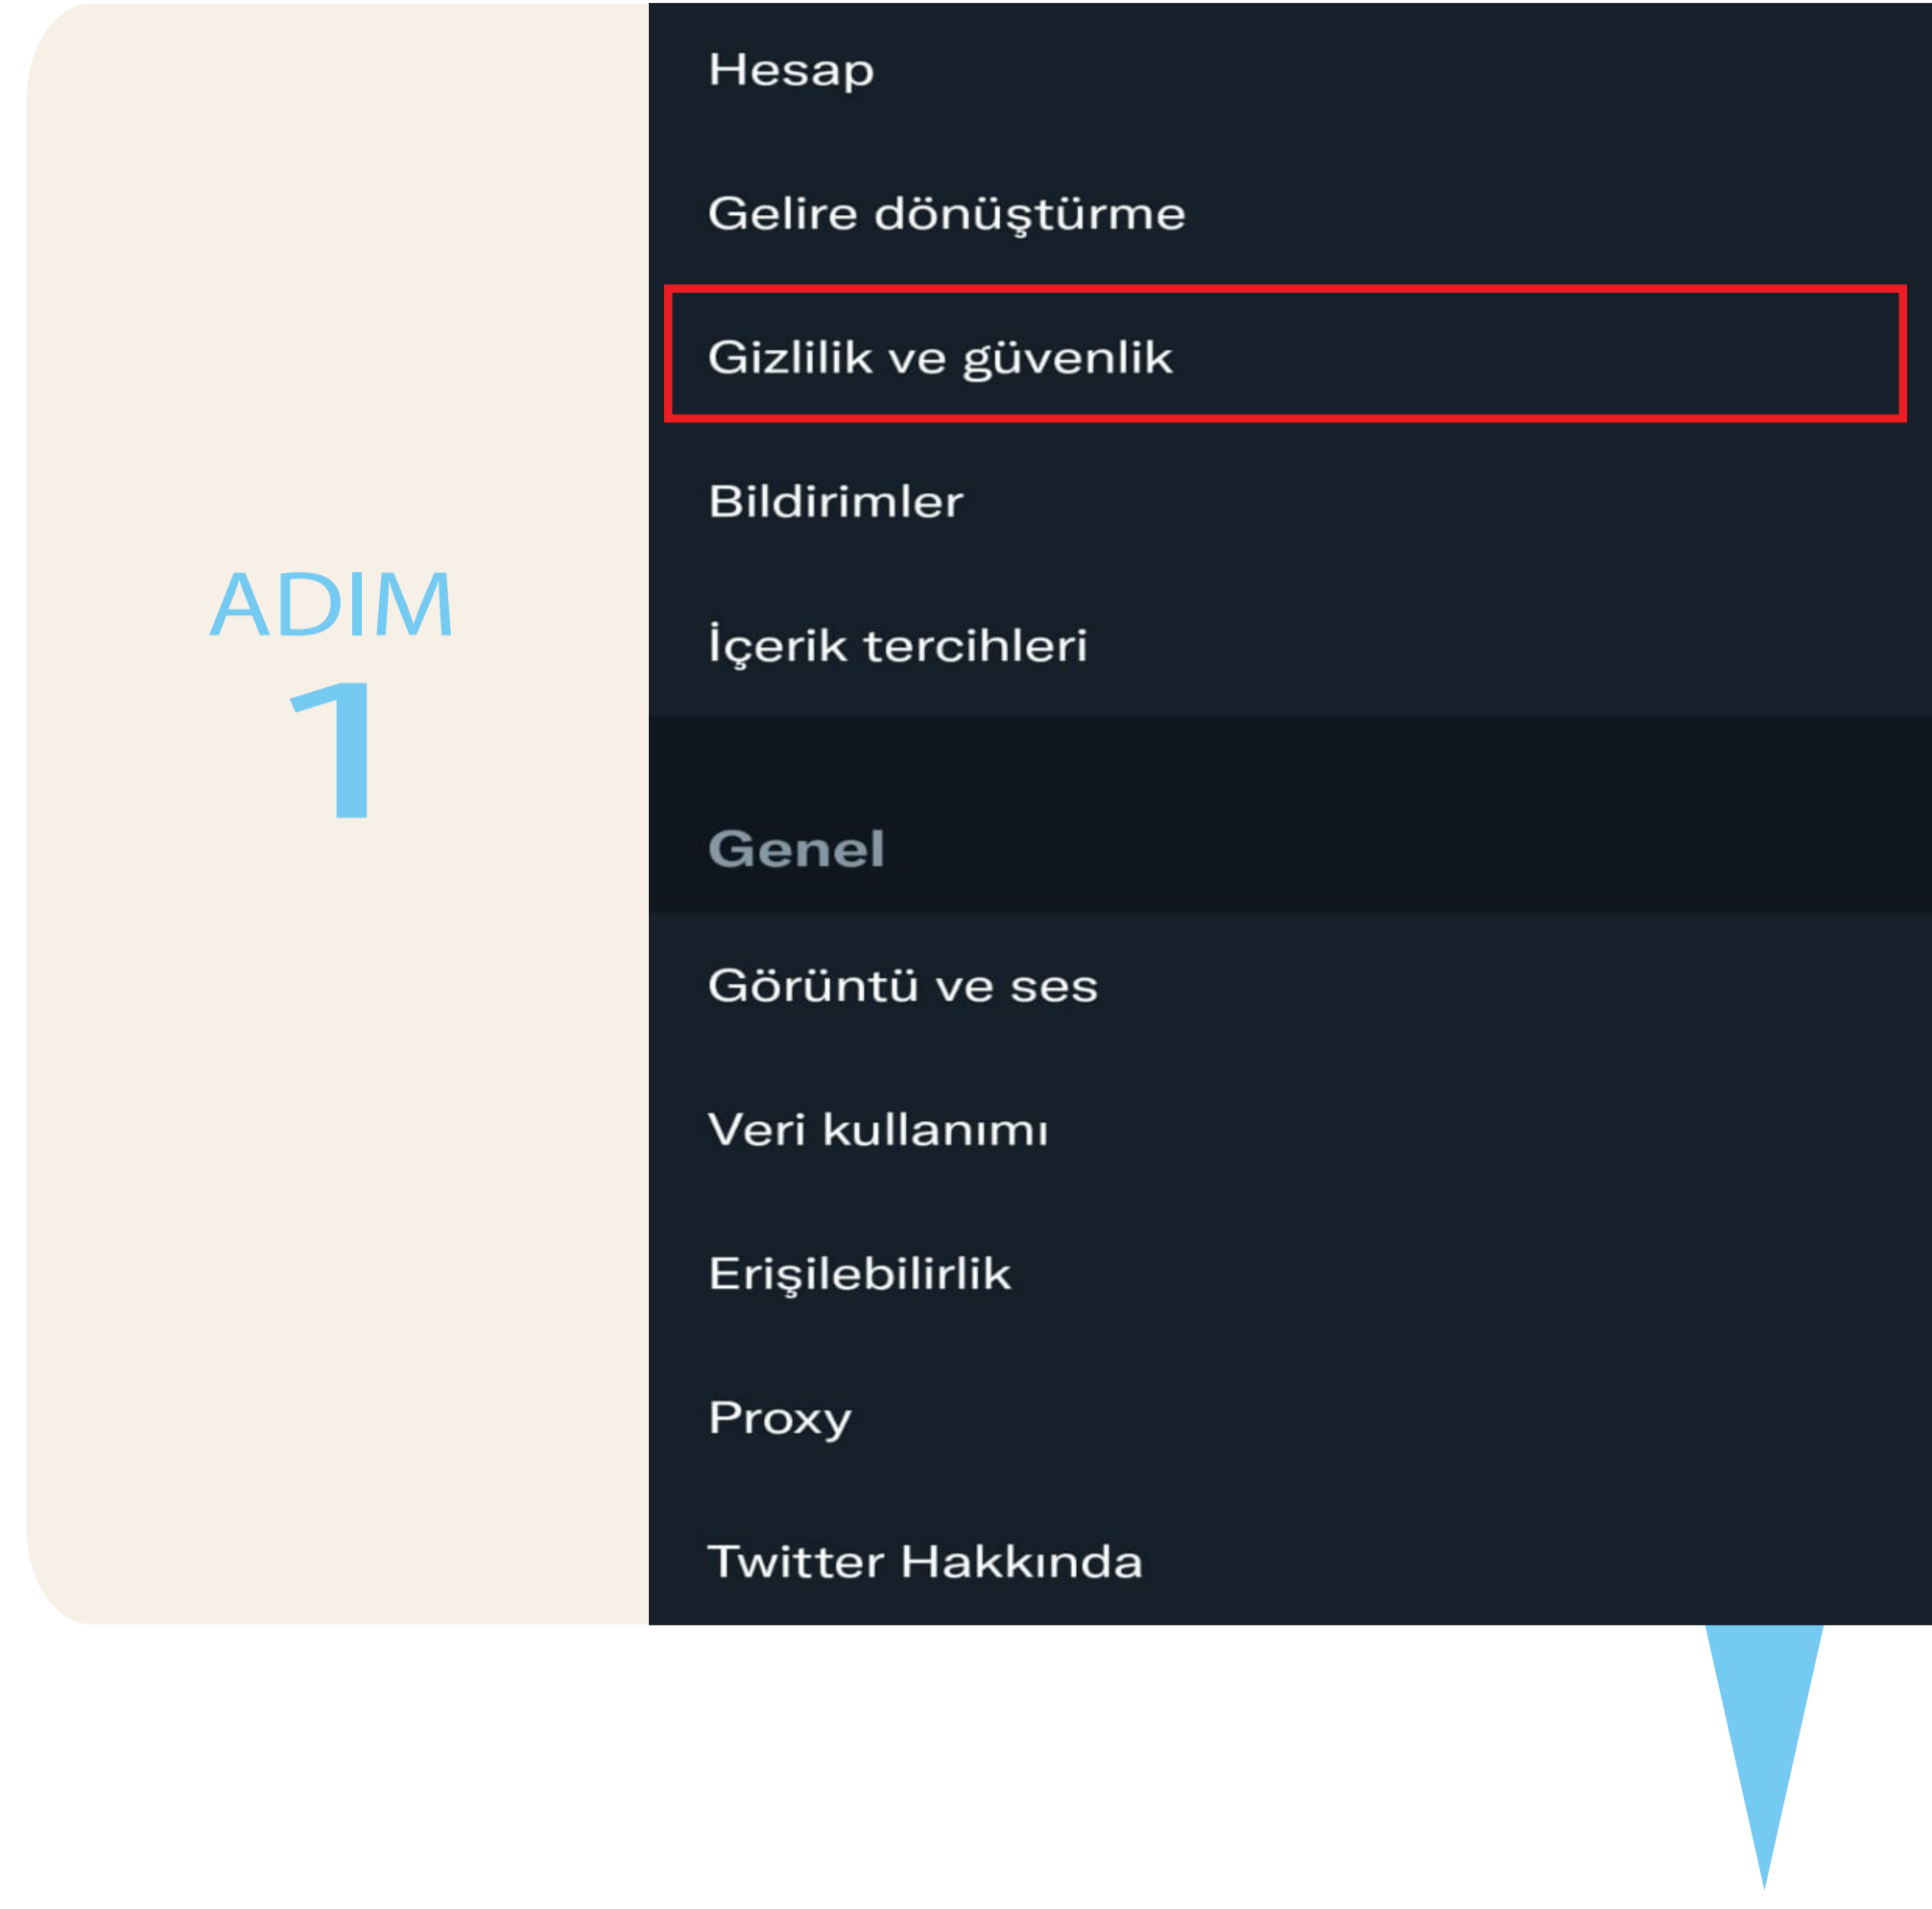 ADIM
1
Hesap
Gelire dönüştürme
Gizlilik ve güvenlik
Bildirimler
İçerik tercihleri
Genel
Görüntü ve ses
Veri kullanımı
Erişilebilirlik
Proxy
Twitter Hakkında